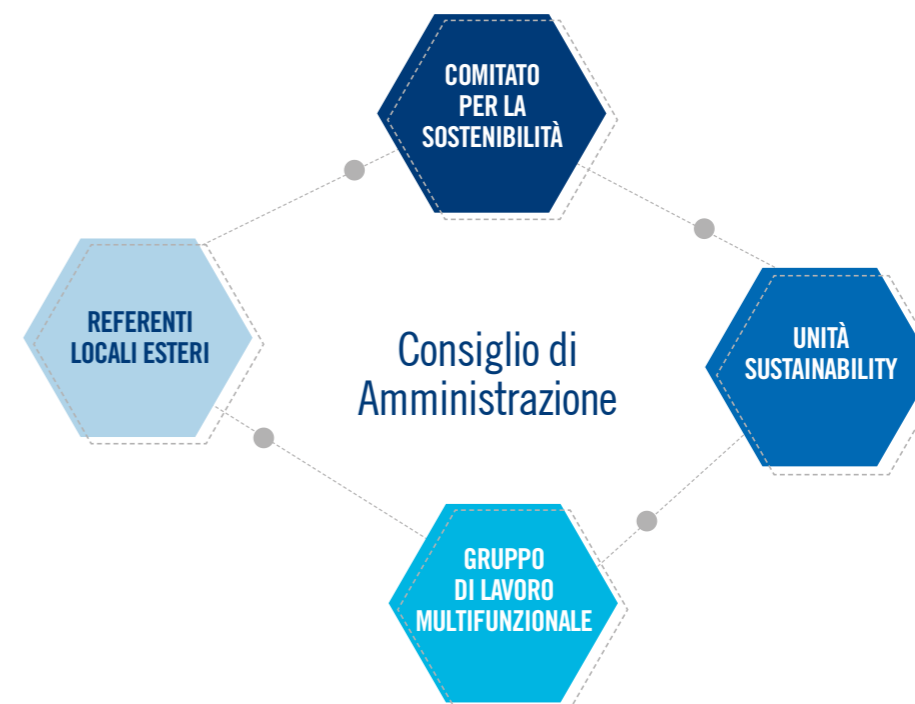 COMITATO
PER LA
SOSTENIBILITÀ
REFERENTI
LOCALI ESTERI
Consiglio di
Amministrazione
UNITÀ
SUSTAINABILITY
GRUPPO
DI LAVORO
MULTIFUNZIONALE